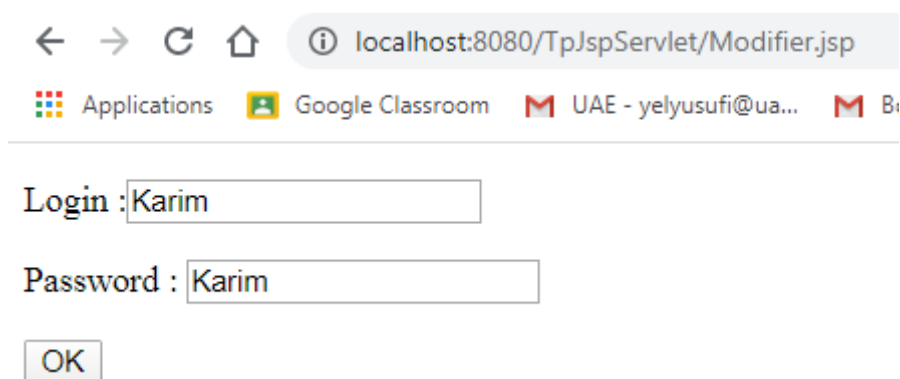 localhost:8080/TpJspServlet/Modifier.jsp
Applications Google Classroom UAE - yelyusufi@ua...
Login :Karim
Password : Karim
OK